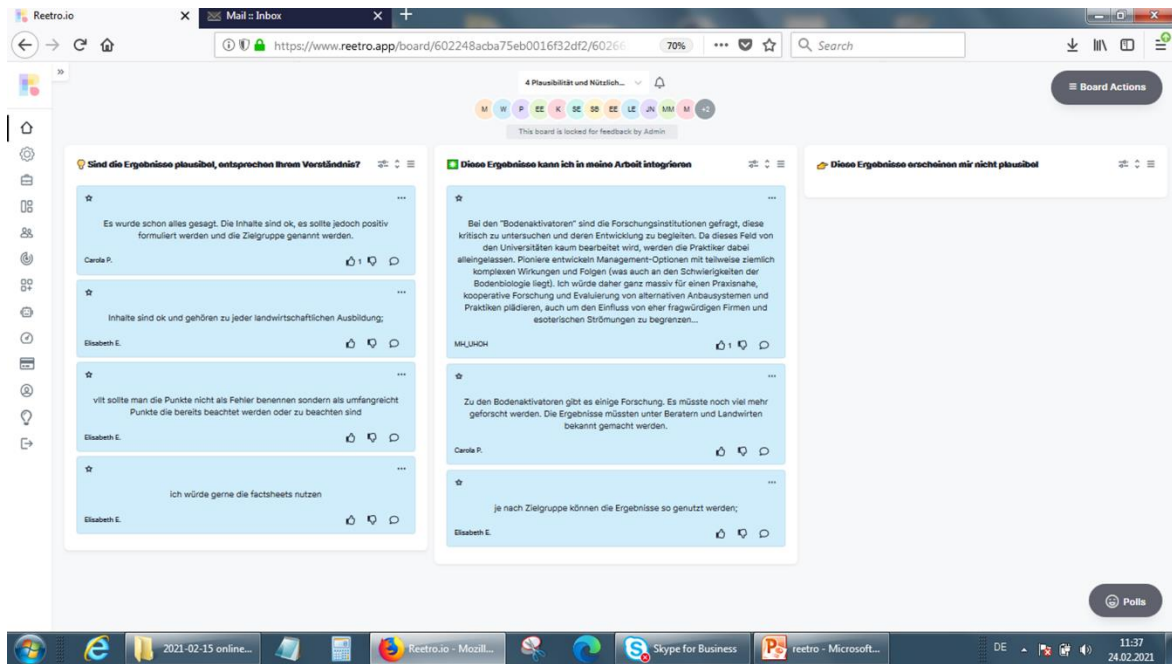 Reetro.io
Mail :: Inbox
https://www.reetro.app/board/602248acba75eb0016f32df2/60266
70%
Search
4 Plausibilität und Nützlich...
M W P EE K SE SB EE LE JN MM M +2
This board is locked for feedback by Admin
Board Actions
Sind die Ergebnisse plausibel, entsprechen Ihrem Verständnis?
Es wurde schon alles gesagt. Die Inhalte sind ok, es sollte jedoch positiv
formuliert werden und die Zielgruppe genannt werden.
Carola P.
1
Inhalte sind ok und gehören zu jeder landwirtschaftlichen Ausbildung;
Elisabeth E.
vllt sollte man die Punkte nicht als Fehler benennen sondern als umfangreicht
Punkte die bereits beachtet werden oder zu beachten sind
Elisabeth E.
ich würde gerne die factsheets nutzen
Elisabeth E.
Diese Ergebnisse kann ich in meine Arbeit integrieren
Bei den "Bodenaktivatoren" sind die Forschungsinstitutionen gefragt, diese
kritisch zu untersuchen und deren Entwicklung zu begleiten. Da dieses Feld von
den Universitäten kaum bearbeitet wird, werden die Praktiker dabei
alleingelassen. Pioniere entwickeln Management-Optionen mit teilweise ziemlich
komplexen Wirkungen und Folgen (was auch an den Schwierigkeiten der
Bodenbiologie liegt). Ich würde daher ganz massiv für einen Praxisnahe,
kooperative Forschung und Evaluierung von alternativen Anbausystemen und
Praktiken plädieren, auch um den Einfluss von eher fragwürdigen Firmen und
esoterischen Strömungen zu begrenzen...
MH_UHOH
1
Zu den Bodenaktivatoren gibt es einige Forschung. Es müsste noch viel mehr
geforscht werden. Die Ergebnisse müssten unter Beratern und Landwirten
bekannt gemacht werden.
Carola P.
je nach Zielgruppe können die Ergebnisse so genutzt werden;
Elisabeth E.
Diese Ergebnisse erscheinen mir nicht plausibel
Polls
2021-02-15 online...
Reetro.io - Mozill...
Skype for Business
reetro - Microsoft...
DE
11:37
24.02.2021